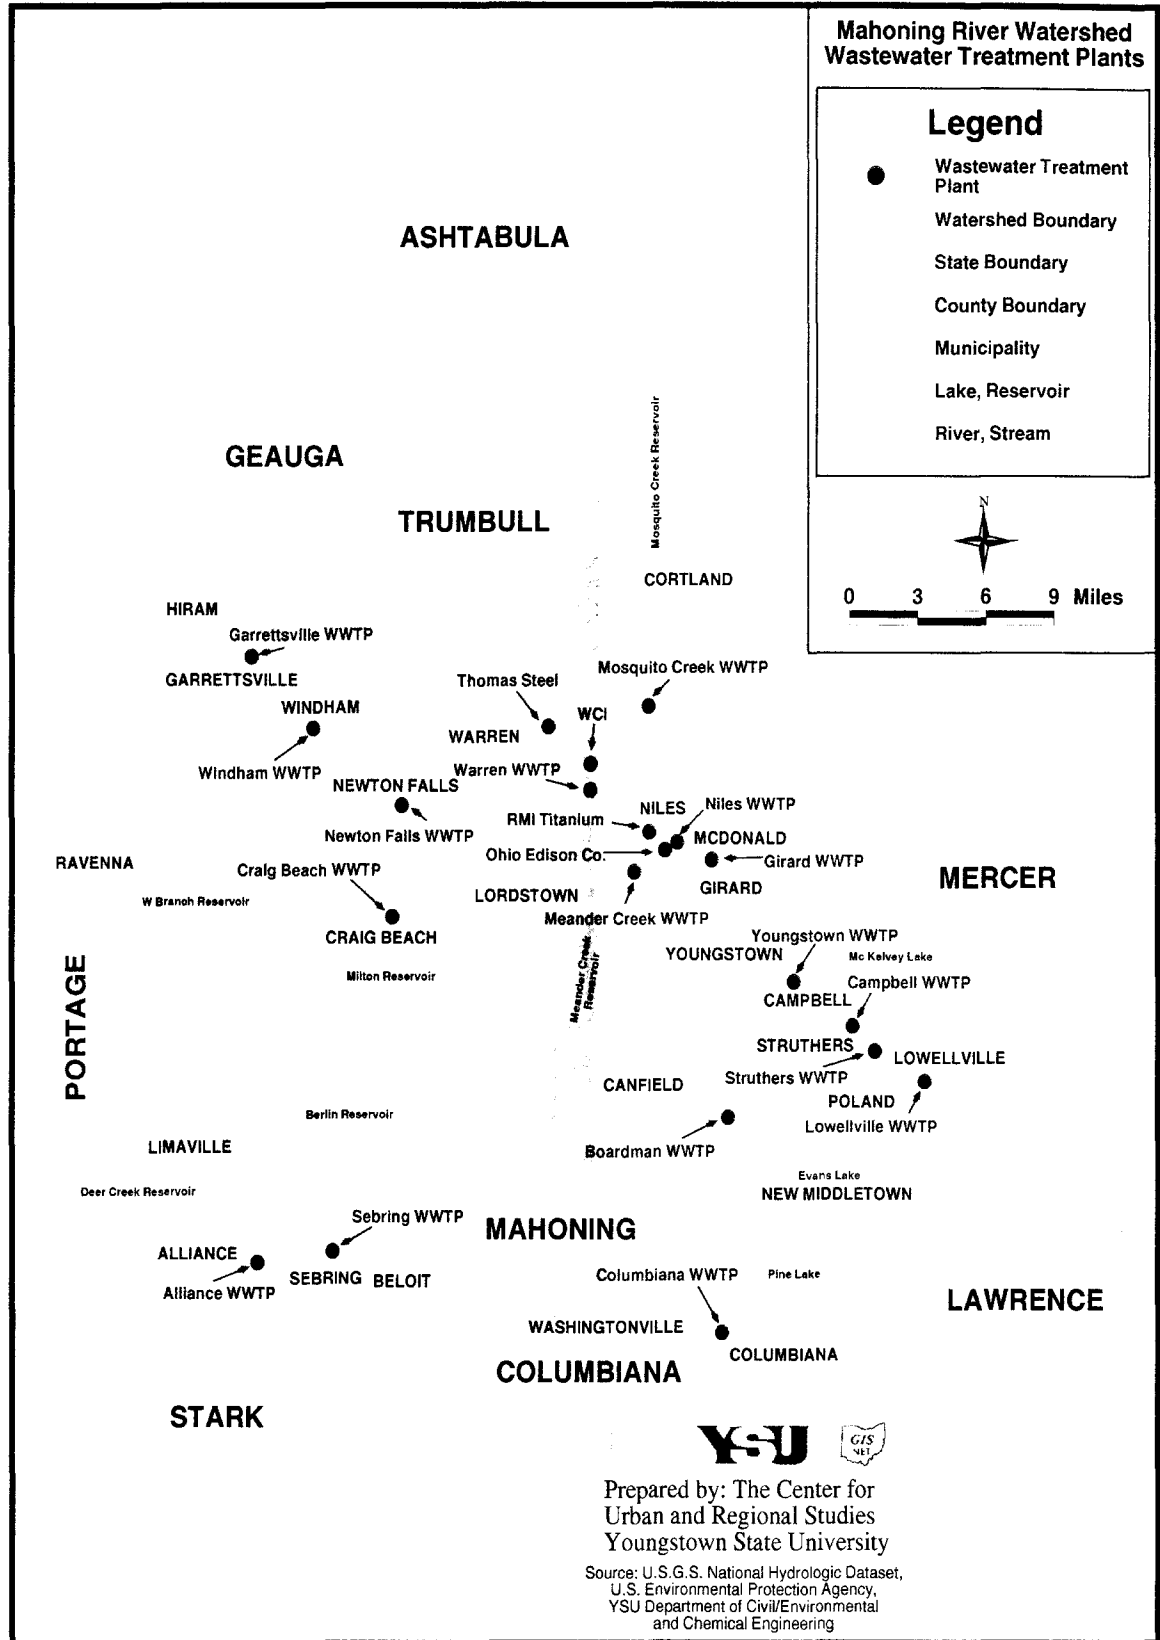 Mahoning River Watershed
Wastewater Treatment Plants
Legend
Wastewater Treatment
Plant
Watershed Boundary
State Boundary
County Boundary
Municipality
Lake, Reservoir
River, Stream
N
0 3 6 9 Miles
ASHTABULA
GEAUGA
Mosquito Creek Reservoir
TRUMBULL
CORTLAND
HIRAM
Garrettsville WWTP
GARRETTSVILLE
Mosquito Creek WWTP
Thomas Steel
WINDHAM
WCI
WARREN
Windham WWTP
Warren WWTP
NEWTON FALLS
NILES
Niles WWTP
RMI Titanium
Newton Falls WWTP
MCDONALD
Ohio Edison Co.
Girard WWTP
RAVENNA
Craig Beach WWTP
MERCER
GIRARD
LORDSTOWN
W Branch Reservoir
Meander Creek WWTP
CRAIG BEACH
Youngstown WWTP
YOUNGSTOWN
Mc Kelvey Lake
Milton Reservoir
Meander Creek
Reservoir
Campbell WWTP
CAMPBELL
PORTAGE
STRUTHERS
LOWELLVILLE
Struthers WWTP
CANFIELD
POLAND
Berlin Reservoir
Lowellville WWTP
LIMAVILLE
Boardman WWTP
Evans Lake
Deer Creek Reservoir
NEW MIDDLETOWN
Sebring WWTP
MAHONING
ALLIANCE
Columbiana WWTP
Pine Lake
SEBRING
BELOIT
Alliance WWTP
LAWRENCE
WASHINGTONVILLE
COLUMBIANA
COLUMBIANA
STARK
YSU
GIS
NET
Prepared by: The Center for
Urban and Regional Studies
Youngstown State University
Source: U.S.G.S. National Hydrologic Dataset,
U.S. Environmental Protection Agency,
YSU Department of Civil/Environmental
and Chemical Engineering